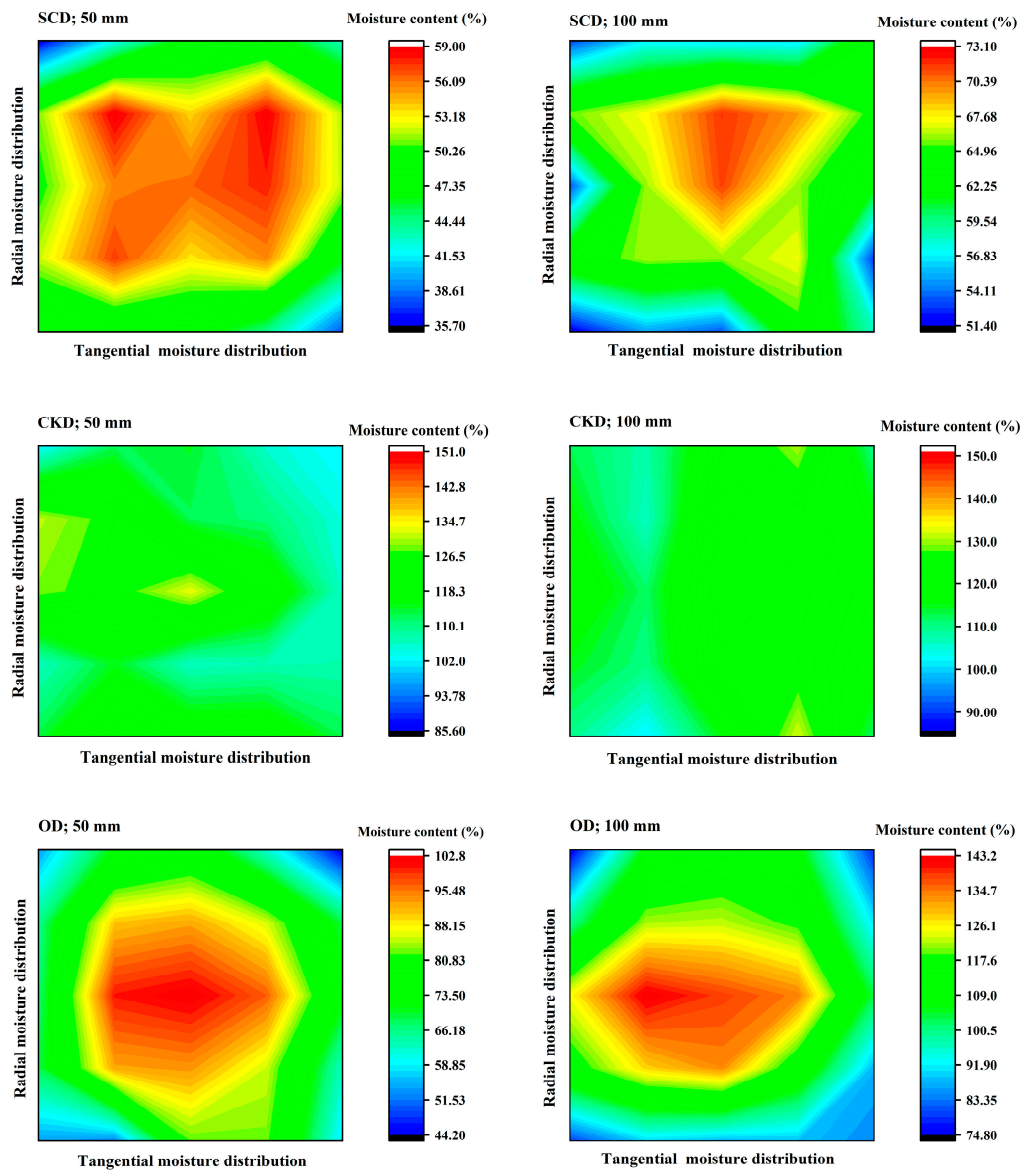 SCD; 50 mm
Moisture content (%)
59.00
56.09
53.18
50.26
47.35
44.44
41.53
38.61
35.70
Radial moisture distribution
Tangential moisture distribution
SCD; 100 mm
Moisture content (%)
73.10
70.39
67.68
64.96
62.25
59.54
56.83
54.11
51.40
Radial moisture distribution
Tangential moisture distribution
CKD; 50 mm
Moisture content (%)
151.0
142.8
134.7
126.5
118.3
110.1
102.0
93.78
85.60
Radial moisture distribution
Tangential moisture distribution
CKD; 100 mm
Moisture content (%)
150.0
140.0
130.0
120.0
110.0
100.0
90.00
Radial moisture distribution
Tangential moisture distribution
OD; 50 mm
Moisture content (%)
102.8
95.48
88.15
80.83
73.50
66.18
58.85
51.53
44.20
Radial moisture distribution
Tangential moisture distribution
OD; 100 mm
Moisture content (%)
143.2
134.7
126.1
117.6
109.0
100.5
91.90
83.35
74.80
Radial moisture distribution
Tangential moisture distribution